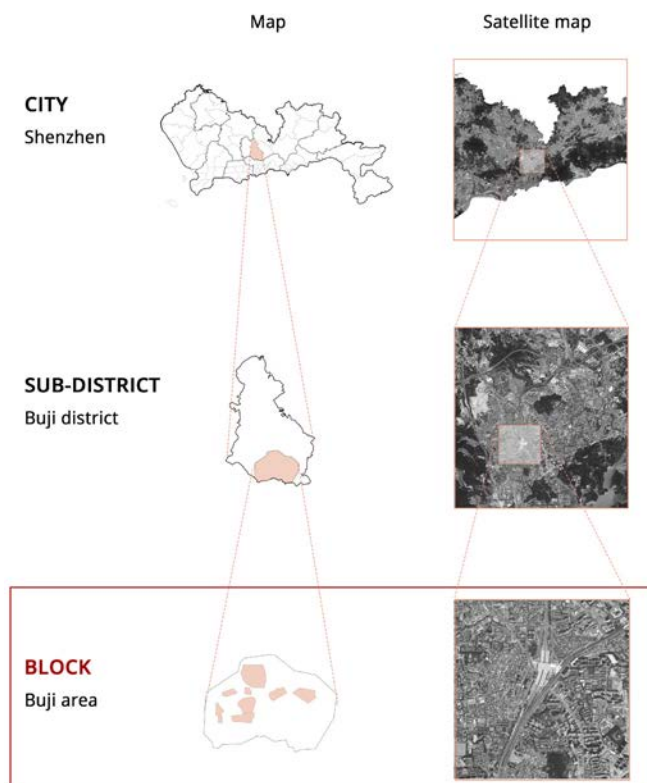 Map
Satellite map
CITY
Shenzhen
SUB-DISTRICT
Buji district
BLOCK
Buji area